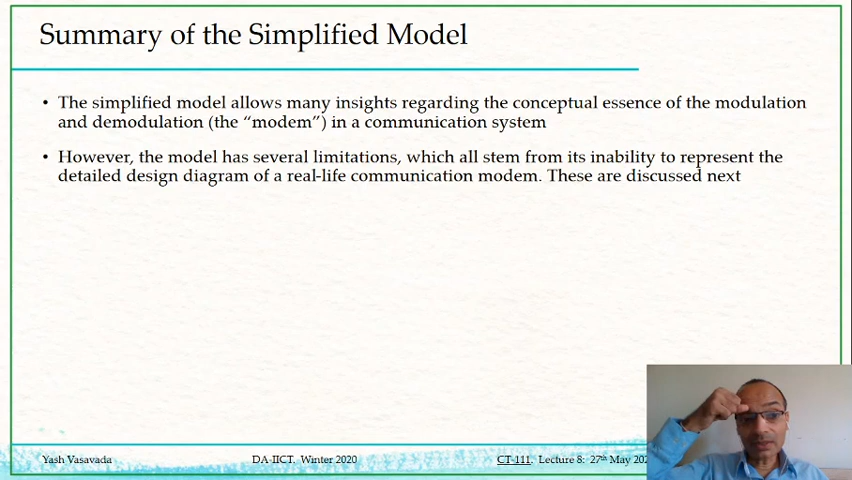 Summary of the Simplified Model
• The simplified model allows many insights regarding the conceptual essence of the modulation
and demodulation (the “modem”) in a communication system
• However, the model has several limitations, which all stem from its inability to represent the
detailed design diagram of a real-life communication modem. These are discussed next
Yash Vasavada DA-IICT, Winter 2020 CT-111, Lecture 8: 27th May